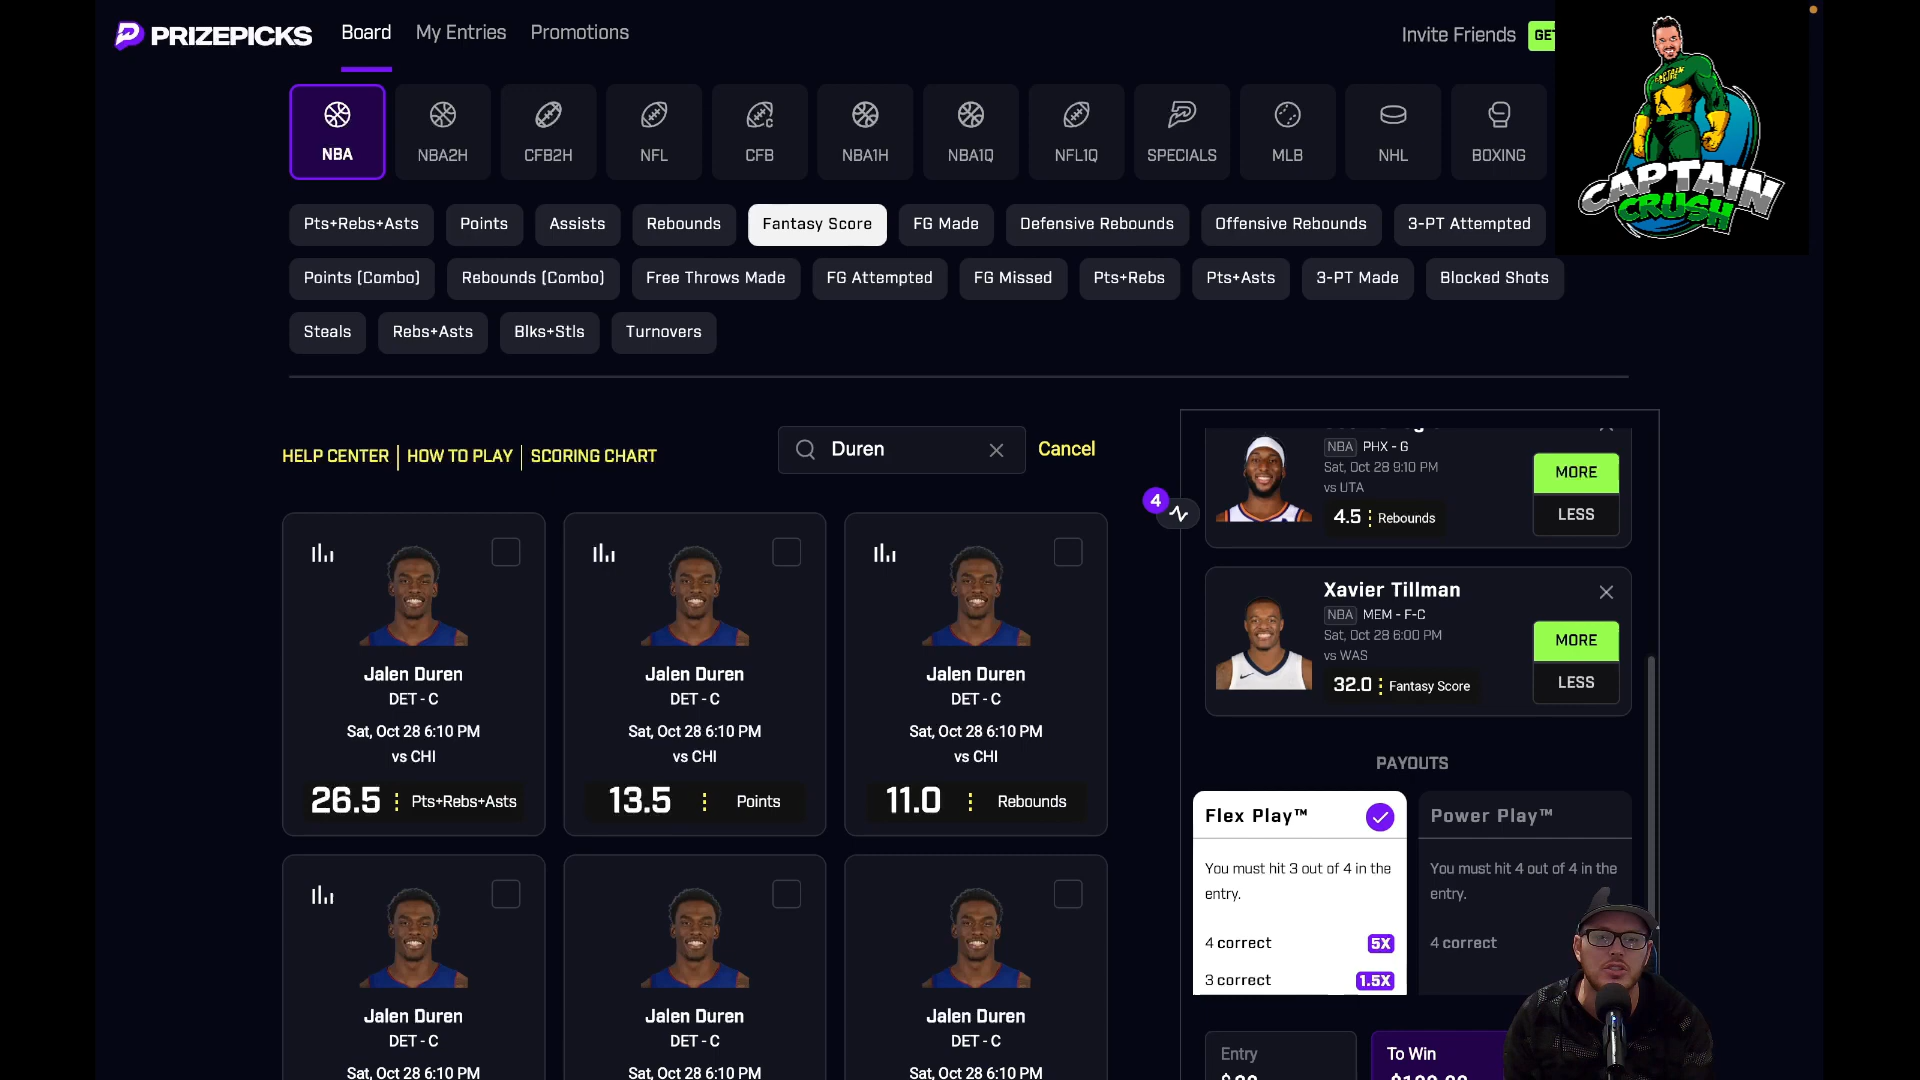 PRIZEPICKS
Board
My Entries
Promotions
Invite Friends
CAPTAIN
CRUSH
NBA
NBA2H
CFB2H
NFL
CFB
NBA1H
NBA1Q
NFL1Q
SPECIALS
MLB
NHL
BOXING
Pts+Rebs+Asts
Points
Assists
Rebounds
Fantasy Score
FG Made
Defensive Rebounds
Offensive Rebounds
3-PT Attempted
Points (Combo)
Rebounds (Combo)
Free Throws Made
FG Attempted
FG Missed
Pts+Rebs
Pts+Asts
3-PT Made
Blocked Shots
Steals
Rebs+Asts
Blks+Stls
Turnovers
HELP CENTER
HOW TO PLAY
SCORING CHART
Duren
Cancel
Jalen Duren
DET - C
Sat, Oct 28 6:10 PM
vs CHI
26.5 Pts+Rebs+Asts
Jalen Duren
DET - C
Sat, Oct 28 6:10 PM
vs CHI
13.5 Points
Jalen Duren
DET - C
Sat, Oct 28 6:10 PM
vs CHI
11.0 Rebounds
Jalen Duren
DET - C
Sat, Oct 28 6:10 PM
Jalen Duren
DET - C
Sat, Oct 28 6:10 PM
Jalen Duren
DET - C
Sat, Oct 28 6:10 PM
4
NBA PHX - G
Sat, Oct 28 9:10 PM
vs UTA
4.5 Rebounds
MORE
LESS
Xavier Tillman
NBA MEM - F-C
Sat, Oct 28 6:00 PM
vs WAS
32.0 Fantasy Score
MORE
LESS
PAYOUTS
Flex Play™
You must hit 3 out of 4 in the
entry.
4 correct 5X
3 correct 1.5X
Power Play™
You must hit 4 out of 4 in the
entry.
4 correct
Entry
To Win